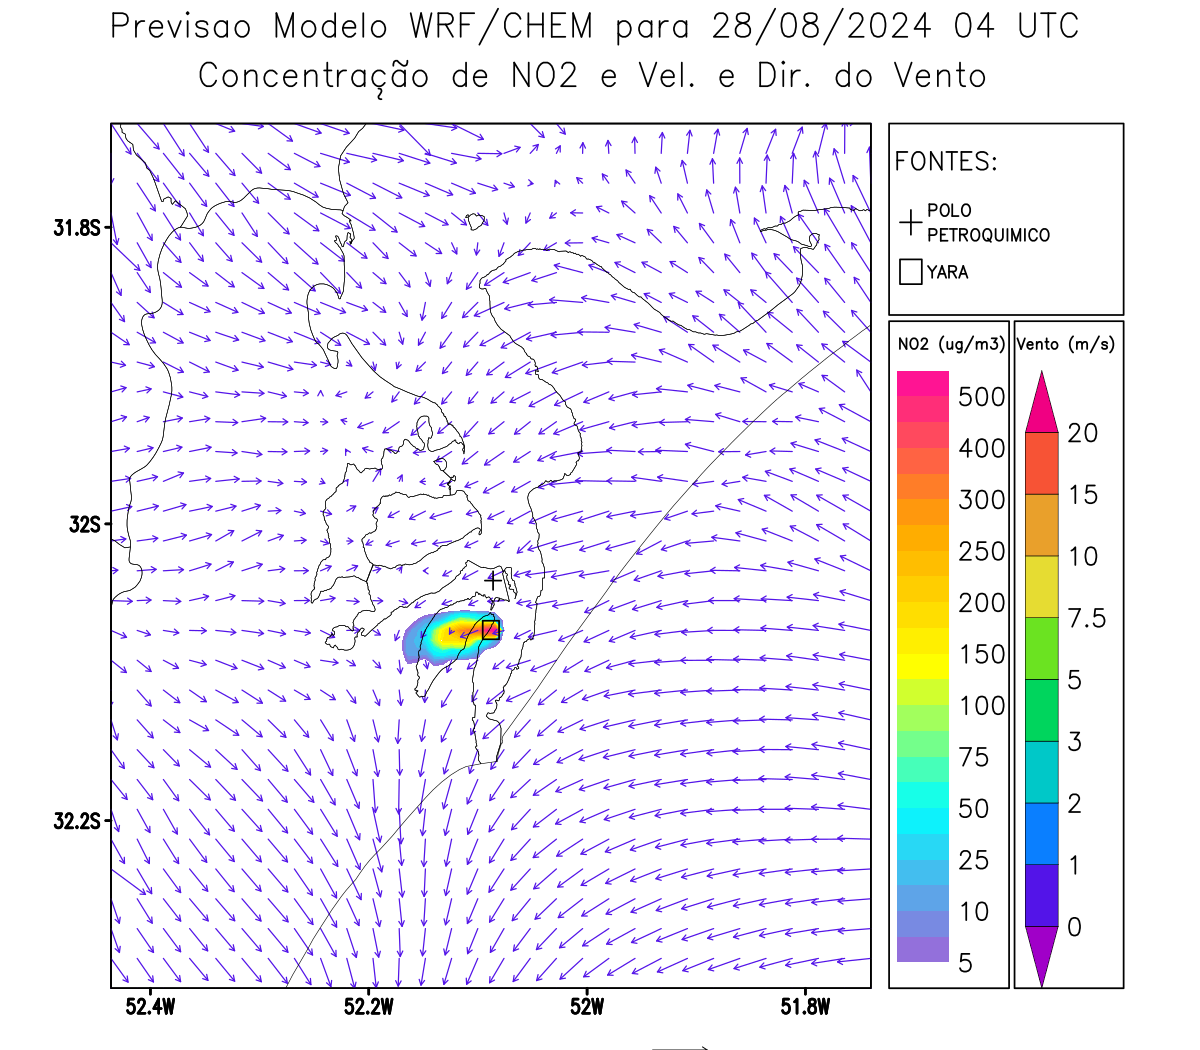 Previsao Modelo WRF/CHEM para 28/08/2024 04 UTC
Concentração de NO2 e Vel. e Dir. do Vento
FONTES:
POLO
PETROQUIMICO
YARA
NO2 (ug/m3)
500
400
300
250
200
150
100
75
50
25
10
5
Vento (m/s)
20
15
10
7.5
5
3
2
1
0
31.8S
32S
32.2S
52.4W
52.2W
52W
51.8W